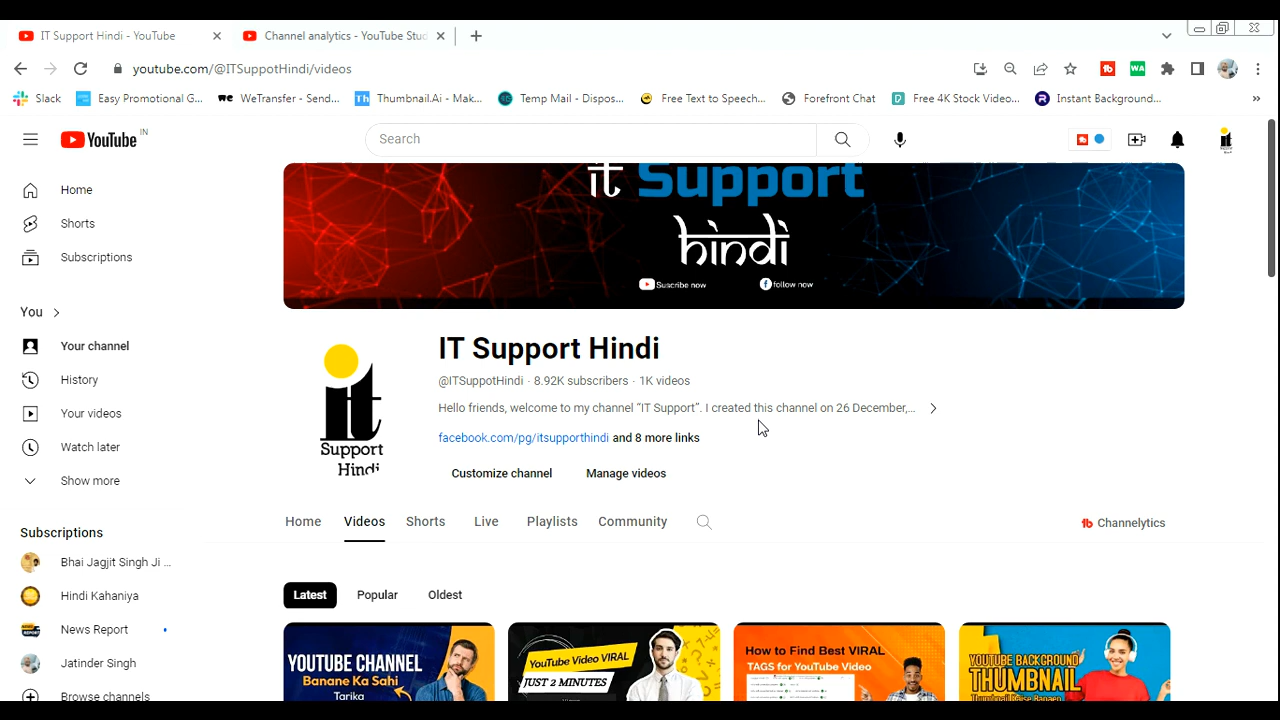 IT Support Hindi - YouTube
Channel analytics - YouTube Stud
youtube.com/@ITSuppotHindi/videos
Slack
Easy Promotional G...
WeTransfer - Send...
Thumbnail.Ai - Mak...
Temp Mail - Dispos...
Free Text to Speech...
Forefront Chat
Free 4K Stock Video...
Instant Background...
YouTube IN
Search
it Support
hindi
Suscribe now
follow now
Home
Shorts
Subscriptions
You
Your channel
History
Your videos
Watch later
Show more
Subscriptions
Bhai Jagjit Singh Ji ...
Hindi Kahaniya
News Report
Jatinder Singh
Browse channels
it
Support
Hindi
IT Support Hindi
@ITSuppotHindi · 8.92K subscribers · 1K videos
Hello friends, welcome to my channel “IT Support”. I created this channel on 26 December,...
facebook.com/pg/itsupporthindi and 8 more links
Customize channel
Manage videos
Home
Videos
Shorts
Live
Playlists
Community
Channelytics
Latest
Popular
Oldest
YOUTUBE CHANNEL
Banane Ka Sahi
Tarika
YouTube Video VIRAL
JUST 2 MINUTES
How to Find Best VIRAL
TAGS for YouTube Video
YOUTUBE BACKGROUND
THUMBNAIL